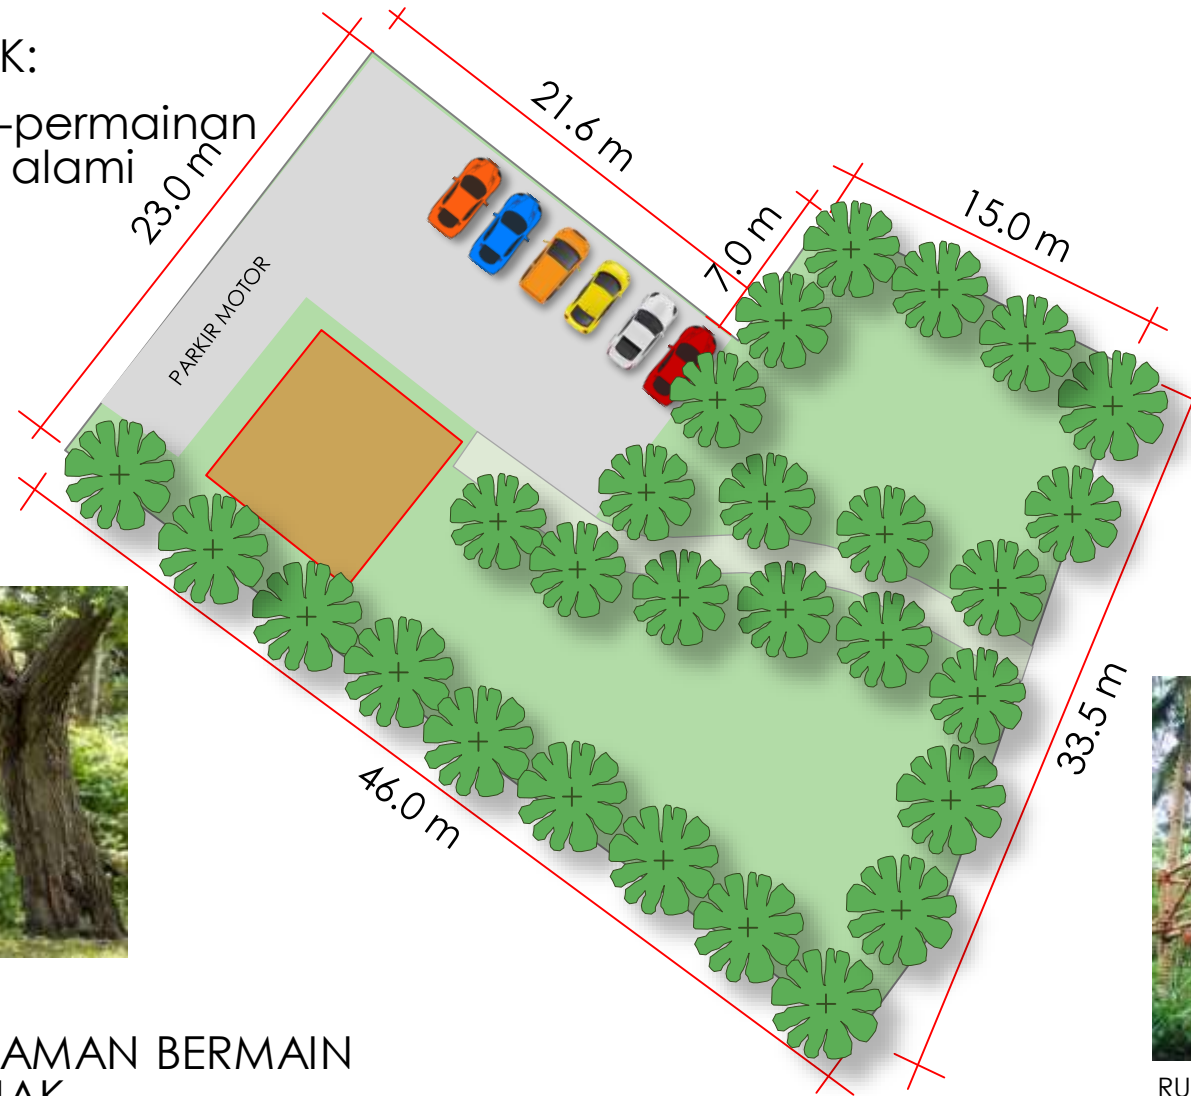 K:
-permainan
alami
23.0 m
21.6 m
7.0 m
15.0 m
PARKIR MOTOR
33.5 m
46.0 m
AMAN BERMAIN
RU